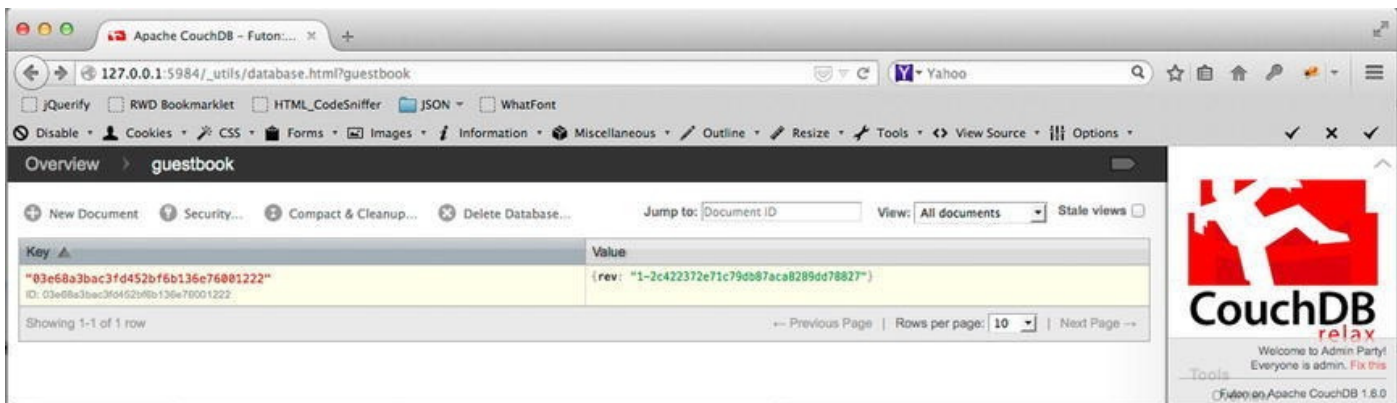 Apache CouchDB - Futon:...
127.0.0.1:5984/_utils/database.html?guestbook
Yahoo
jQuerify RWD Bookmarklet HTML_CodeSniffer JSON WhatFont
Disable Cookies CSS Forms Images Information Miscellaneous Outline Resize Tools View Source Options
Overview guestbook
New Document Security... Compact & Cleanup... Delete Database... Jump to: Document ID View: All documents Stale views
Key Value
"03e68a3bac3fd452bf6b136e76001222" {rev: "1-2c422372e71c79db87aca8289dd78827"}
ID: 03e68a3bac3fd452bf6b136e76001222
Showing 1-1 of 1 row ← Previous Page | Rows per page: 10 | Next Page →
CouchDB
relax
Welcome to Admin Party!
Everyone is admin. Fix this
Tools
Overview
Futon on Apache CouchDB 1.6.0